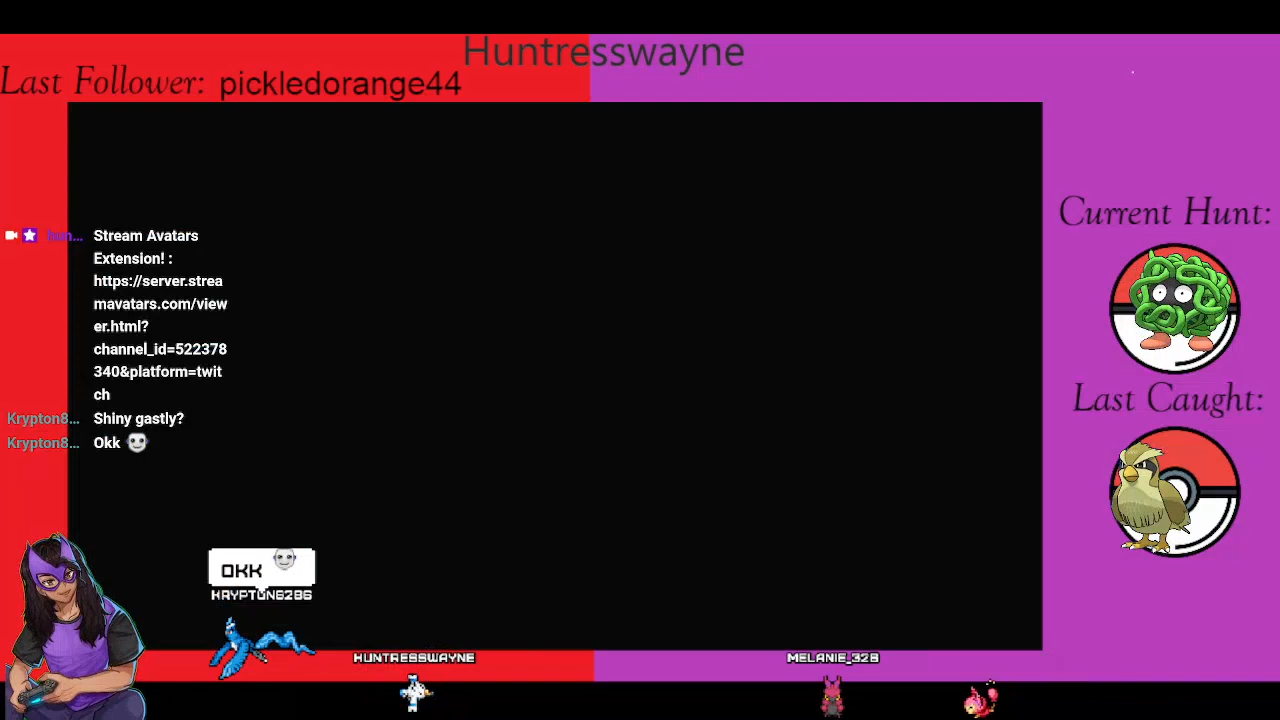 Huntresswayne
Last Follower: pickledorange44
Current Hunt:
Last Caught:
Stream Avatars
Extension! :
https://server.strea
mavatars.com/view
er.html?
channel_id=522378
340&platform=twit
ch
Krypton8... Shiny gastly?
Krypton8... Okk
OKK
HUNTRESSWAYNE
MELANIE_328